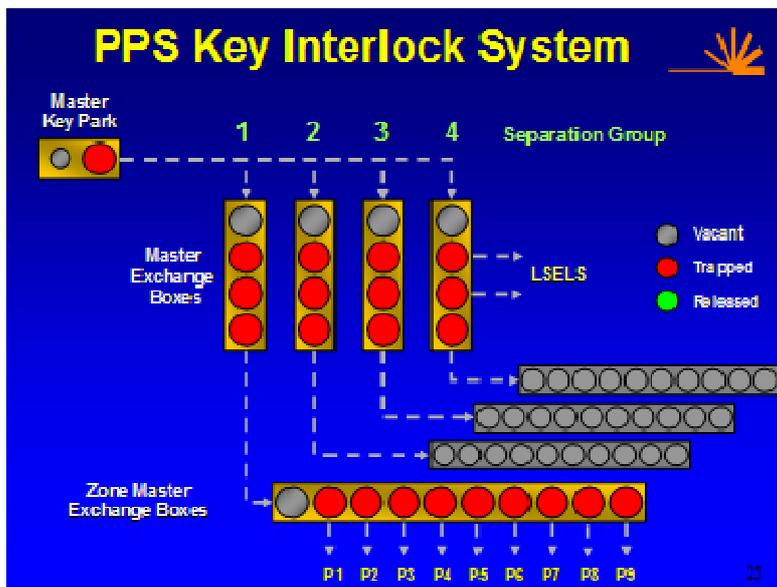 PPS Key Interlock System
Master
Key Park
1 2 3 4 Separation Group
Master
Exchange
Boxes
LSELS
Vacant
Trapped
Released
Zone Master
Exchange Boxes
P1 P2 P3 P4 P5 P6 P7 P8 P9